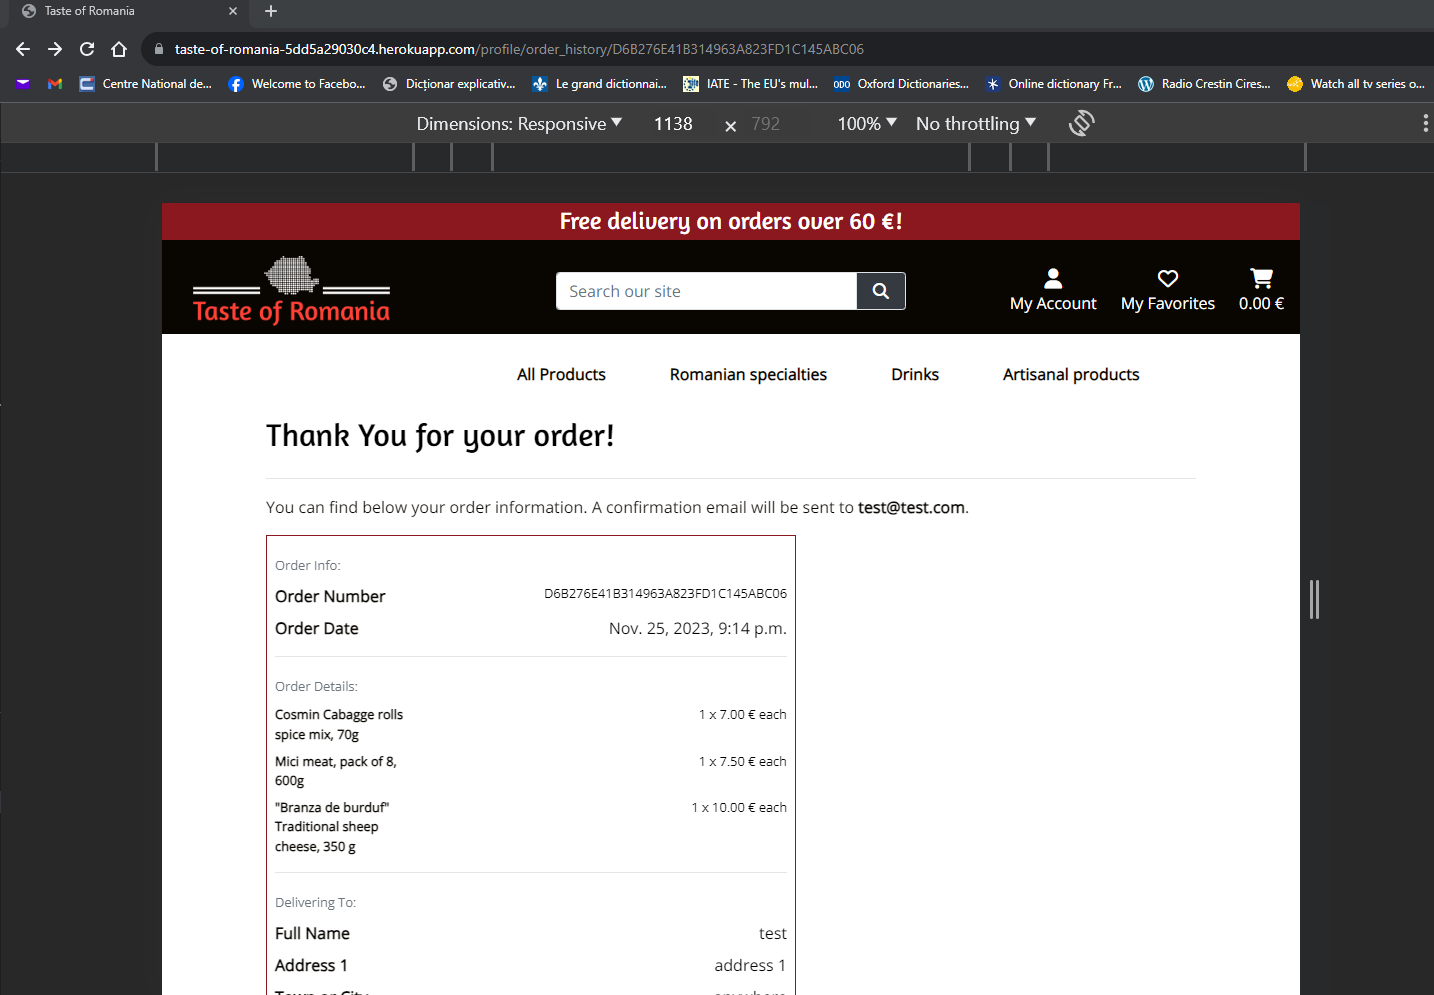 Taste of Romania
taste-of-romania-5dd5a29030c4.herokuapp.com/profile/order_history/D6B276E41B314963A823FD1C145ABC06
Centre National de... Welcome to Facebo... Dicționar explicativ... Le grand dictionnai... IATE - The EU's mul... ODO Oxford Dictionaries... Online dictionary Fr... Radio Crestin Cires... Watch all tv series o...
Dimensions: Responsive 1138 × 792 100% No throttling
Free delivery on orders over 60 €!
Taste of Romania
Search our site
My Account My Favorites 0.00 €
All Products Romanian specialties Drinks Artisanal products
Thank You for your order!
You can find below your order information. A confirmation email will be sent to test@test.com.
Order Info:
Order Number D6B276E41B314963A823FD1C145ABC06
Order Date Nov. 25, 2023, 9:14 p.m.
Order Details:
Cosmin Cabagge rolls 1 x 7.00 € each
spice mix, 70g
Mici meat, pack of 8, 1 x 7.50 € each
600g
"Branza de burduf" 1 x 10.00 € each
Traditional sheep
cheese, 350 g
Delivering To:
Full Name test
Address 1 address 1
Town or City anywhere